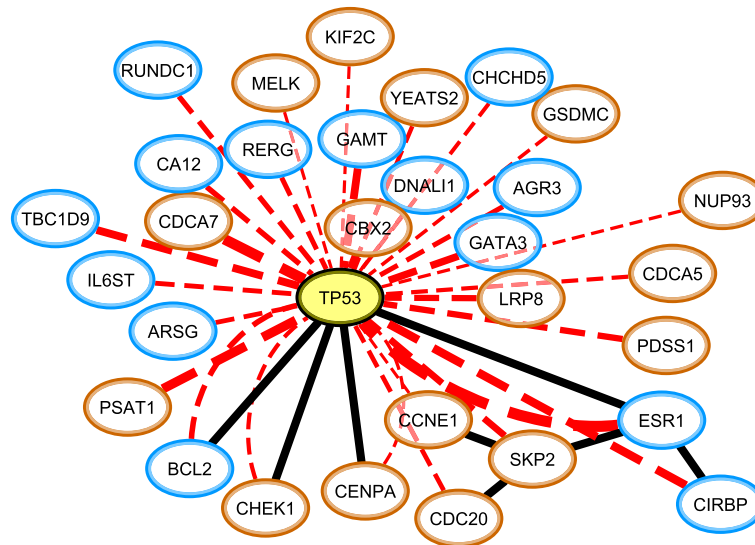 KIF2C
RUNDC1
MELK
CHCHD5
YEATS2
GSDMC
GAMT
RERG
CA12
DNALI1
AGR3
NUP93
TBC1D9
CDCA7
CBX2
GATA3
IL6ST
CDCA5
TP53
LRP8
ARSG
PDSS1
PSAT1
CCNE1
ESR1
SKP2
BCL2
CENPA
CIRBP
CHEK1
CDC20